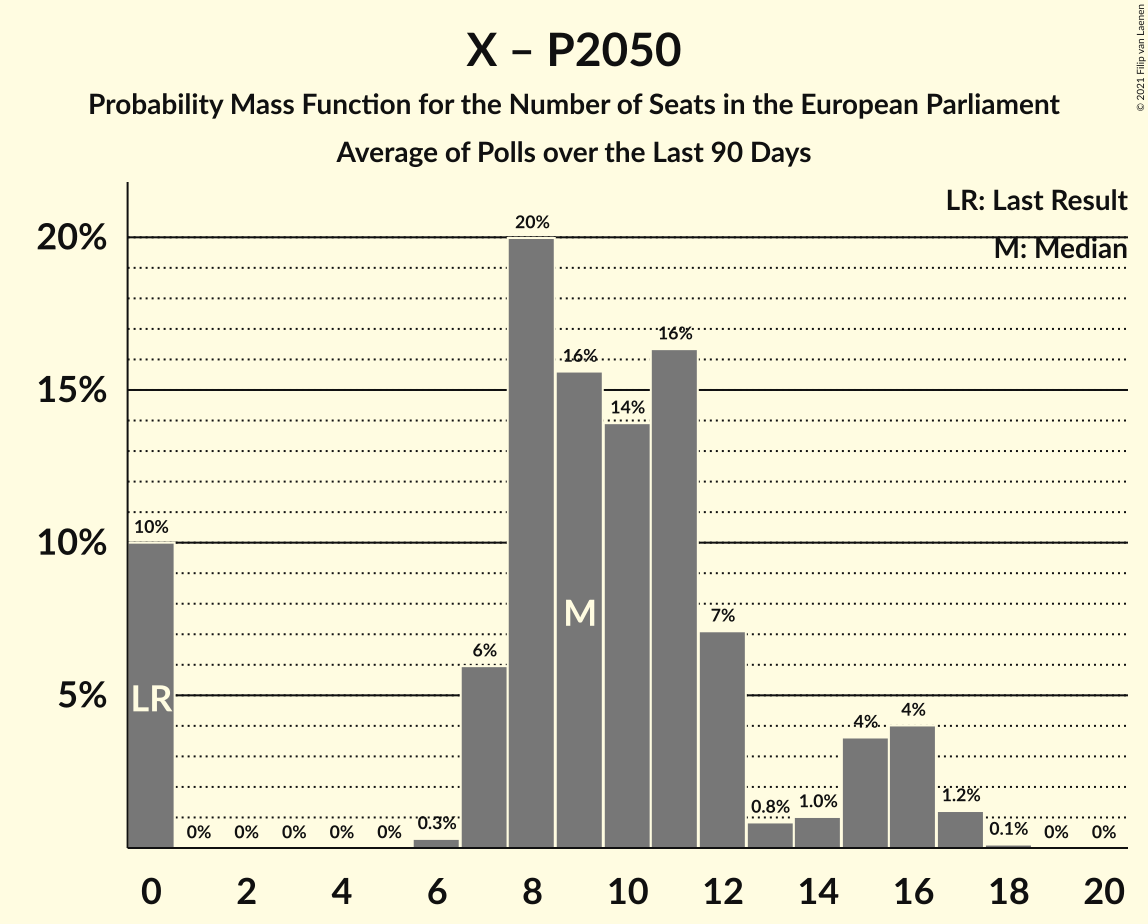 X – P2050
Probability Mass Function for the Number of Seats in the European Parliament
Average of Polls over the Last 90 Days
© 2021 Filip van Laenen
LR: Last Result
M: Median
20%
15%
10%
5%
10%
0%
0%
0%
0%
0%
0.3%
6%
20%
16%
14%
16%
7%
0.8%
1.0%
4%
4%
1.2%
0.1%
0%
0%
LR
M
0 2 4 6 8 10 12 14 16 18 20